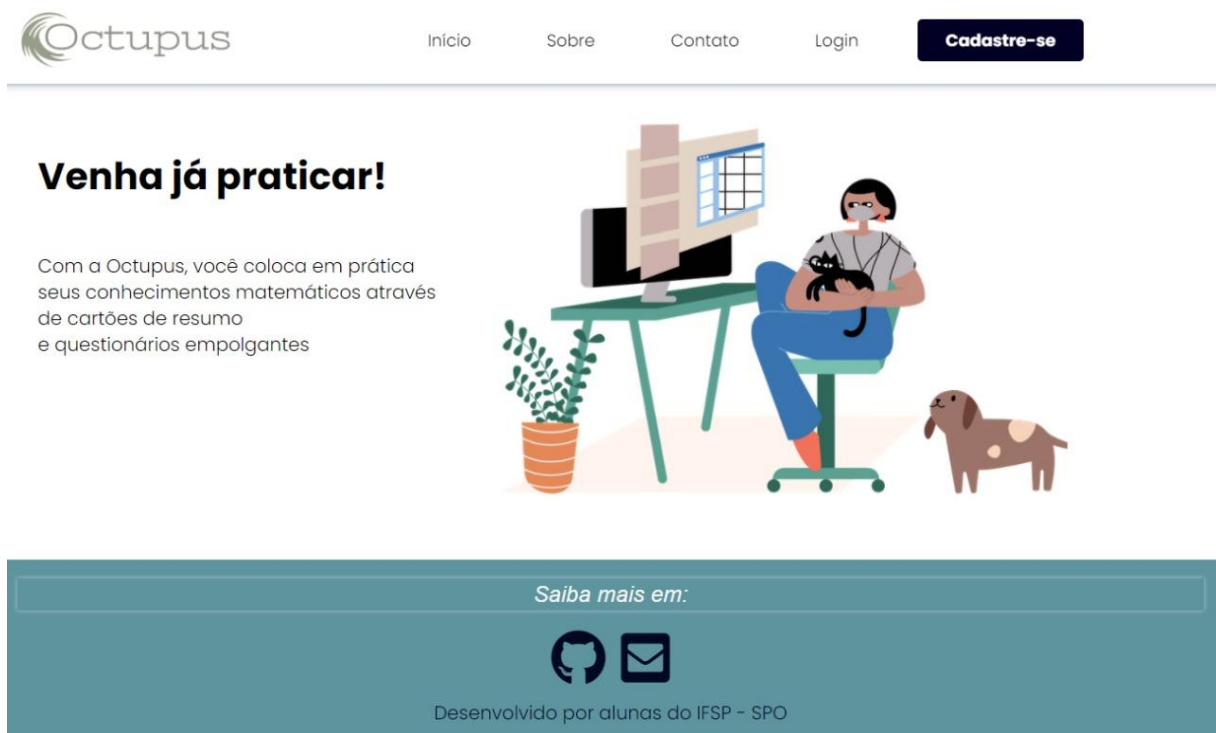 Octupus
Início Sobre Contato Login Cadastre-se
Venha já praticar!
Com a Octupus, você coloca em prática
seus conhecimentos matemáticos através
de cartões de resumo
e questionários empolgantes
Saiba mais em:
Desenvolvido por alunas do IFSP - SPO